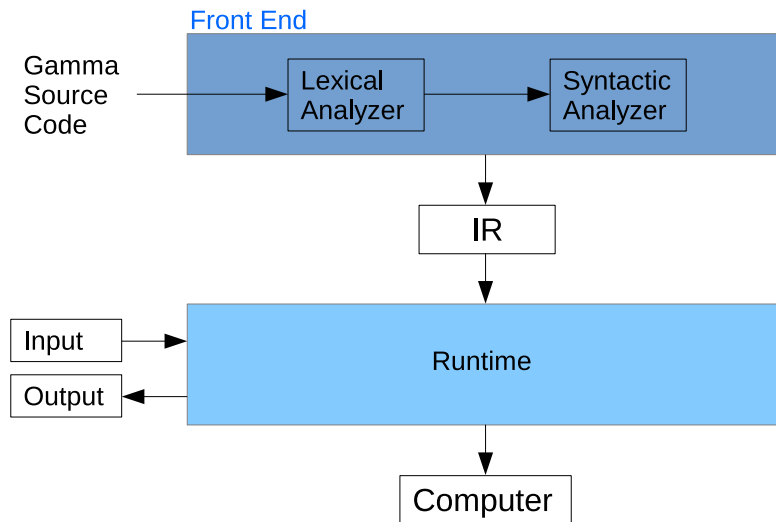 Front End
Gamma
Source
Code
Lexical
Analyzer
Syntactic
Analyzer
IR
Input
Runtime
Output
Computer